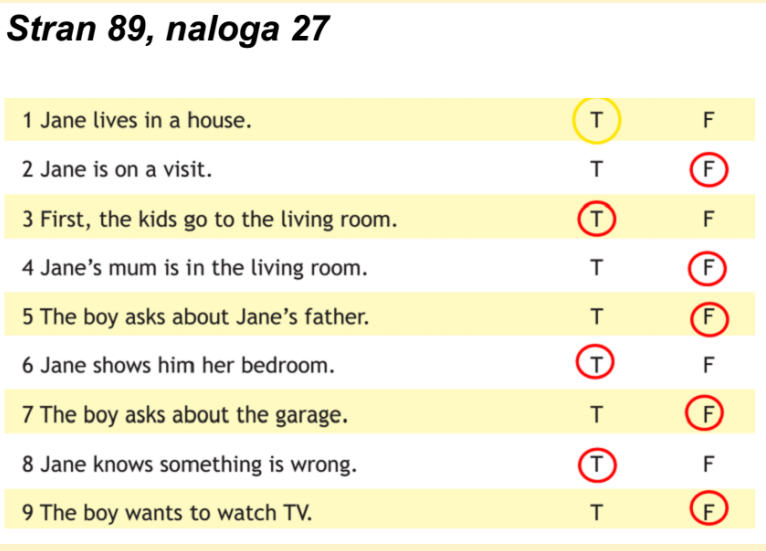 Stran 89, naloga 27
1 Jane lives in a house. T F
2 Jane is on a visit. T F
3 First, the kids go to the living room. T F
4 Jane’s mum is in the living room. T F
5 The boy asks about Jane’s father. T F
6 Jane shows him her bedroom. T F
7 The boy asks about the garage. T F
8 Jane knows something is wrong. T F
9 The boy wants to watch TV. T F